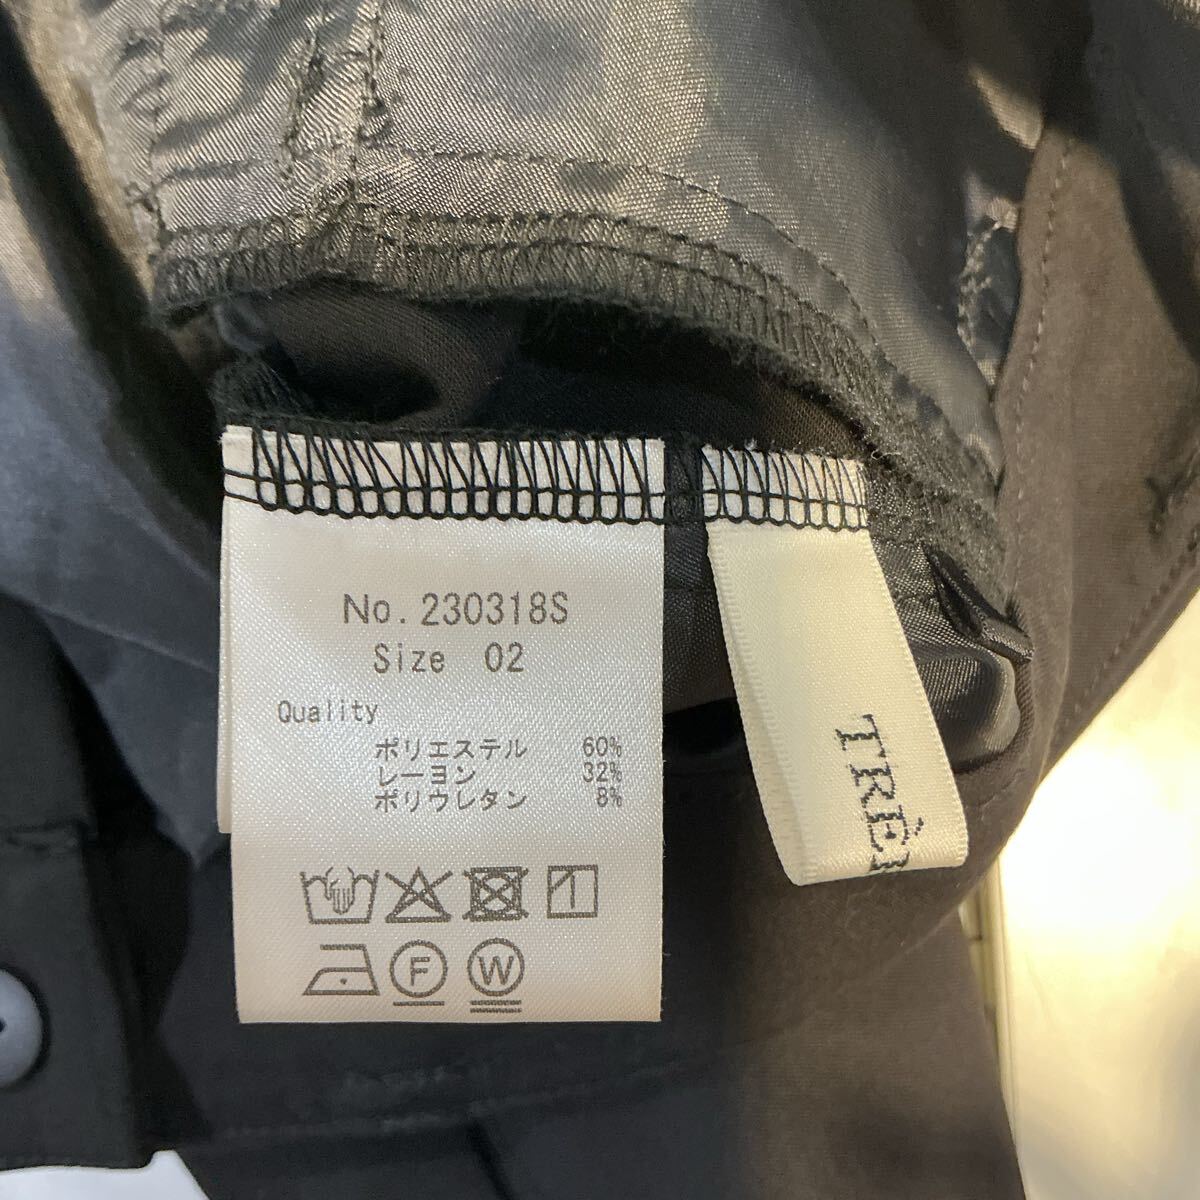 No.230318S
Size 02
Quality
ポリエステル 60%
レーヨン 32%
ポリウレタン 8%
F
W